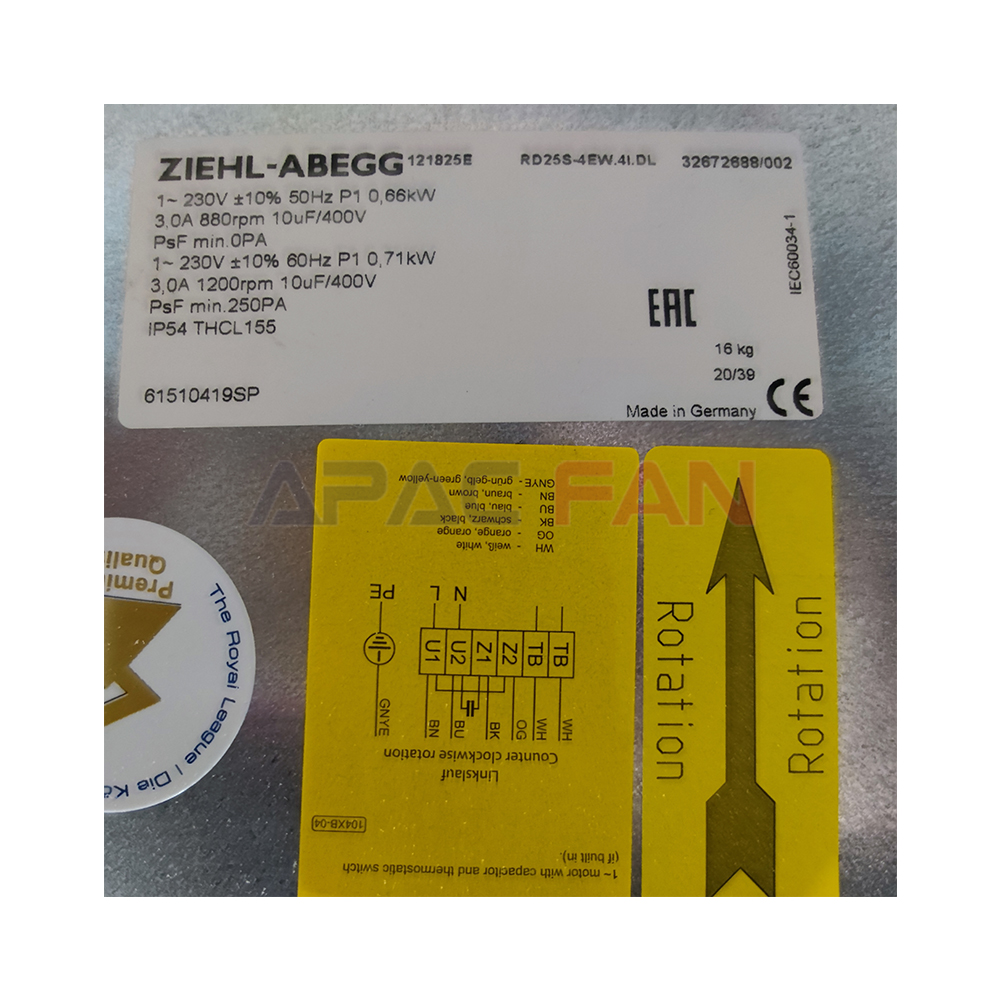 ZIEHL-ABEGG 121825E RD25S-4EW.4I.DL 32672688/002
1~ 230V ±10% 50Hz P1 0,66kW
3,0A 880rpm 10uF/400V
PsF min.0PA
1~ 230V ±10% 60Hz P1 0,71kW
3,0A 1200rpm 10uF/400V
PsF min.250PA
IP54 THCL155
IEC60034-1
EAC
16 kg
20/39
61510419SP
Made in Germany
CE
APAC FAN
1~ motor with capacitor and thermostatic switch
(if built in).
104XB-04
Linkslauf
Counter clockwise rotation
WH WH OG BK BU BN GNYE
TB TB Z2 Z1 U2 U1
N L PE
WH - weiß, white
OG - orange, orange
BK - schwarz, black
BU - blau, blue
BN - braun, brown
GNYE - grün-gelb, green-yellow
Rotation
Rotation
The Royal League | Die Kö